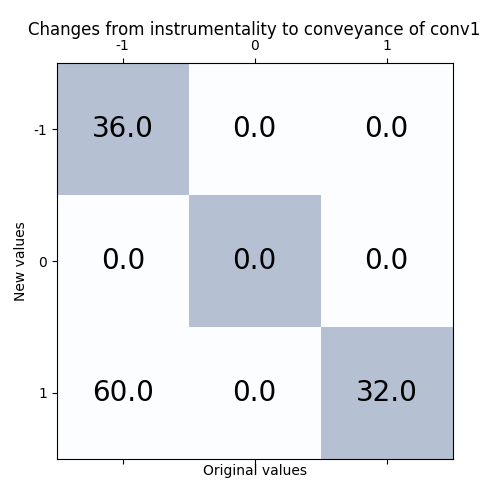 Changes from instrumentality to conveyance of conv1
-1 0 1
-1 36.0 0.0 0.0
0 0.0 0.0 0.0
1 60.0 0.0 32.0
New values
Original values